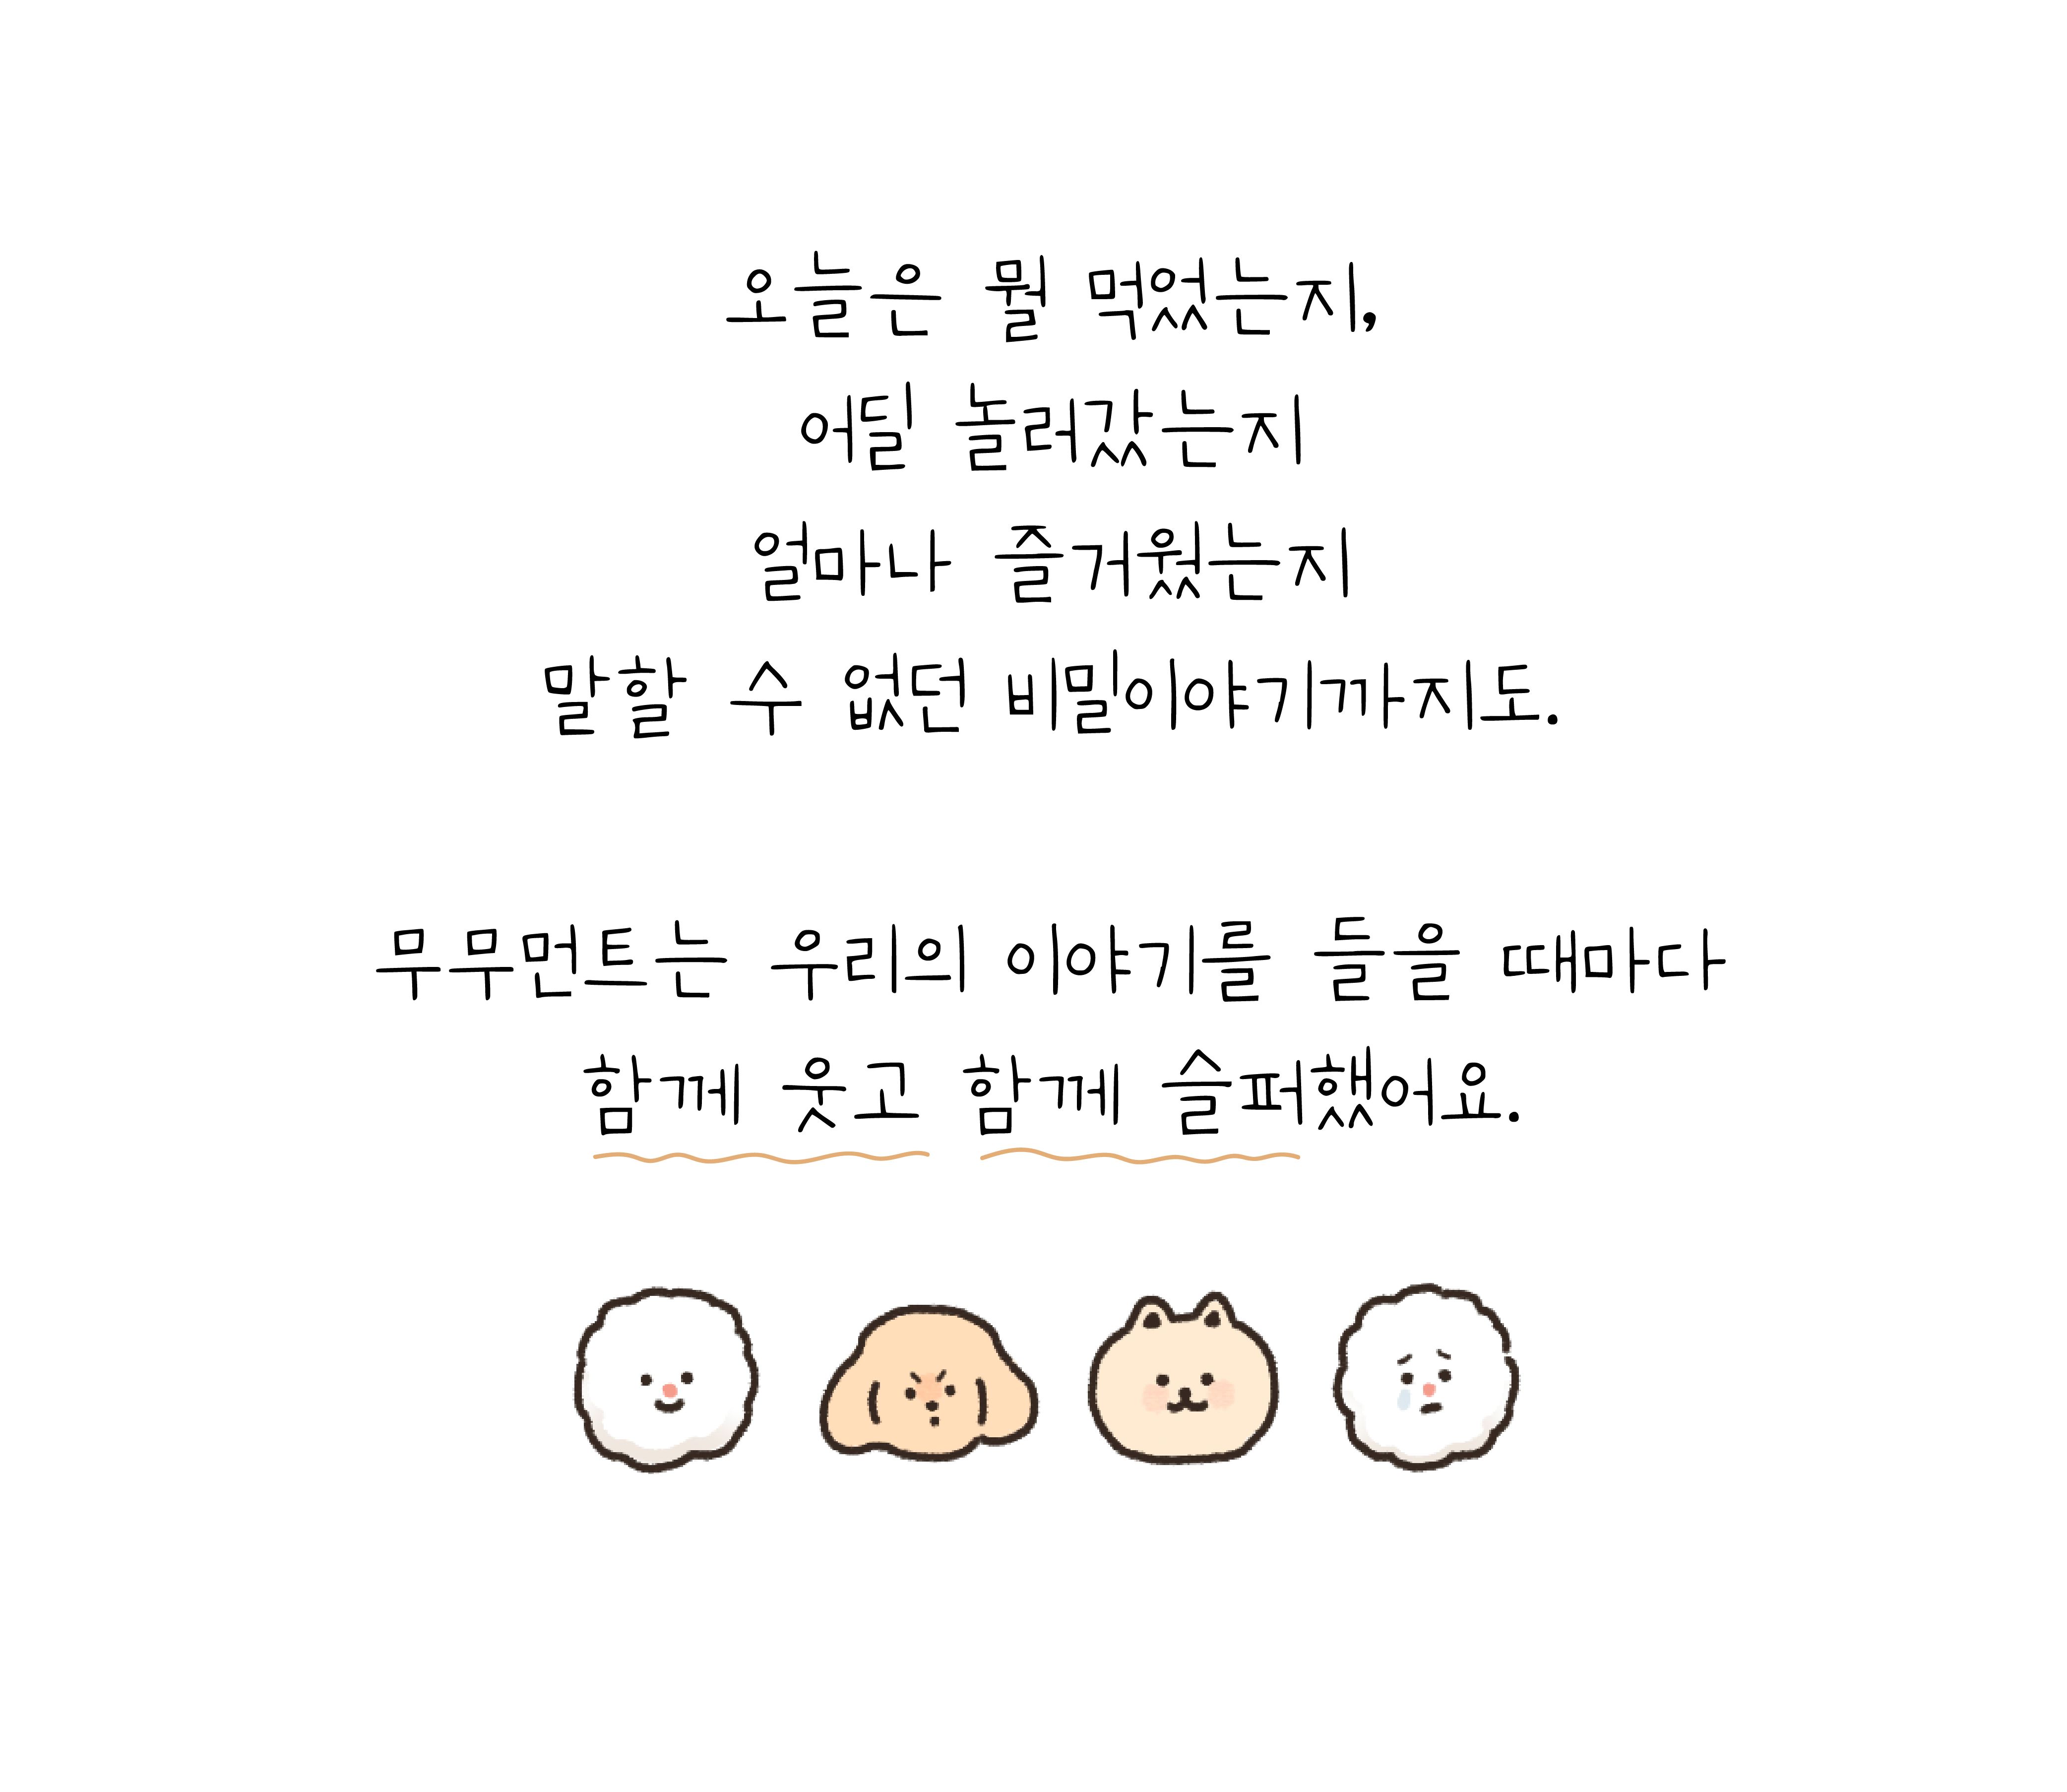 오늘은 뭘 먹었는지,
어딜 놀러갔는지
얼마나 즐거웠는지
말할 수 없던 비밀이야기까지도.
무무먼트는 우리의 이야기를 들을 때마다
함께 웃고 함께 슬퍼했어요.